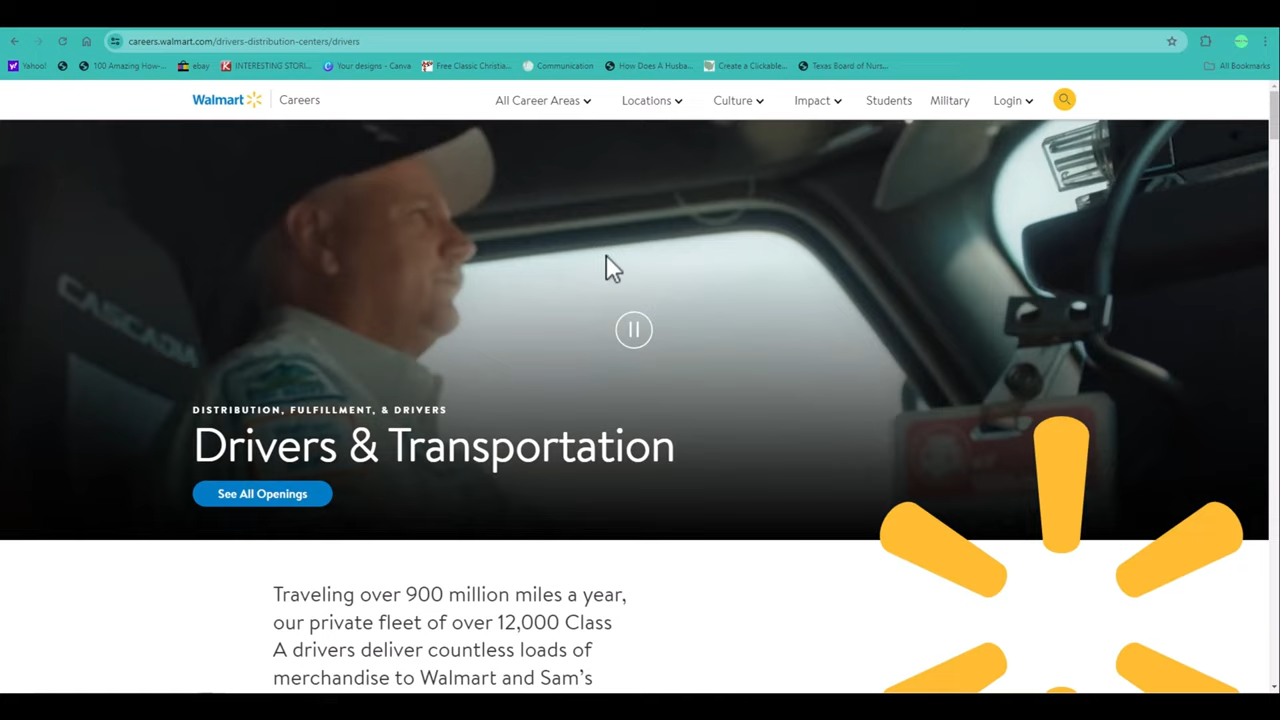 careers.walmart.com/drivers-distribution-centers/drivers
Yahoo! 100 Amazing How-... ebay INTERESTING STORI... Your designs - Canva Free Classic Christia... Communication How Does A Husba... Create a Clickable... Texas Board of Nurs... All Bookmarks
Walmart Careers All Career Areas Locations Culture Impact Students Military Login
CASCADIA
DISTRIBUTION, FULFILLMENT, & DRIVERS
Drivers & Transportation
See All Openings
Traveling over 900 million miles a year,
our private fleet of over 12,000 Class
A drivers deliver countless loads of
merchandise to Walmart and Sam's